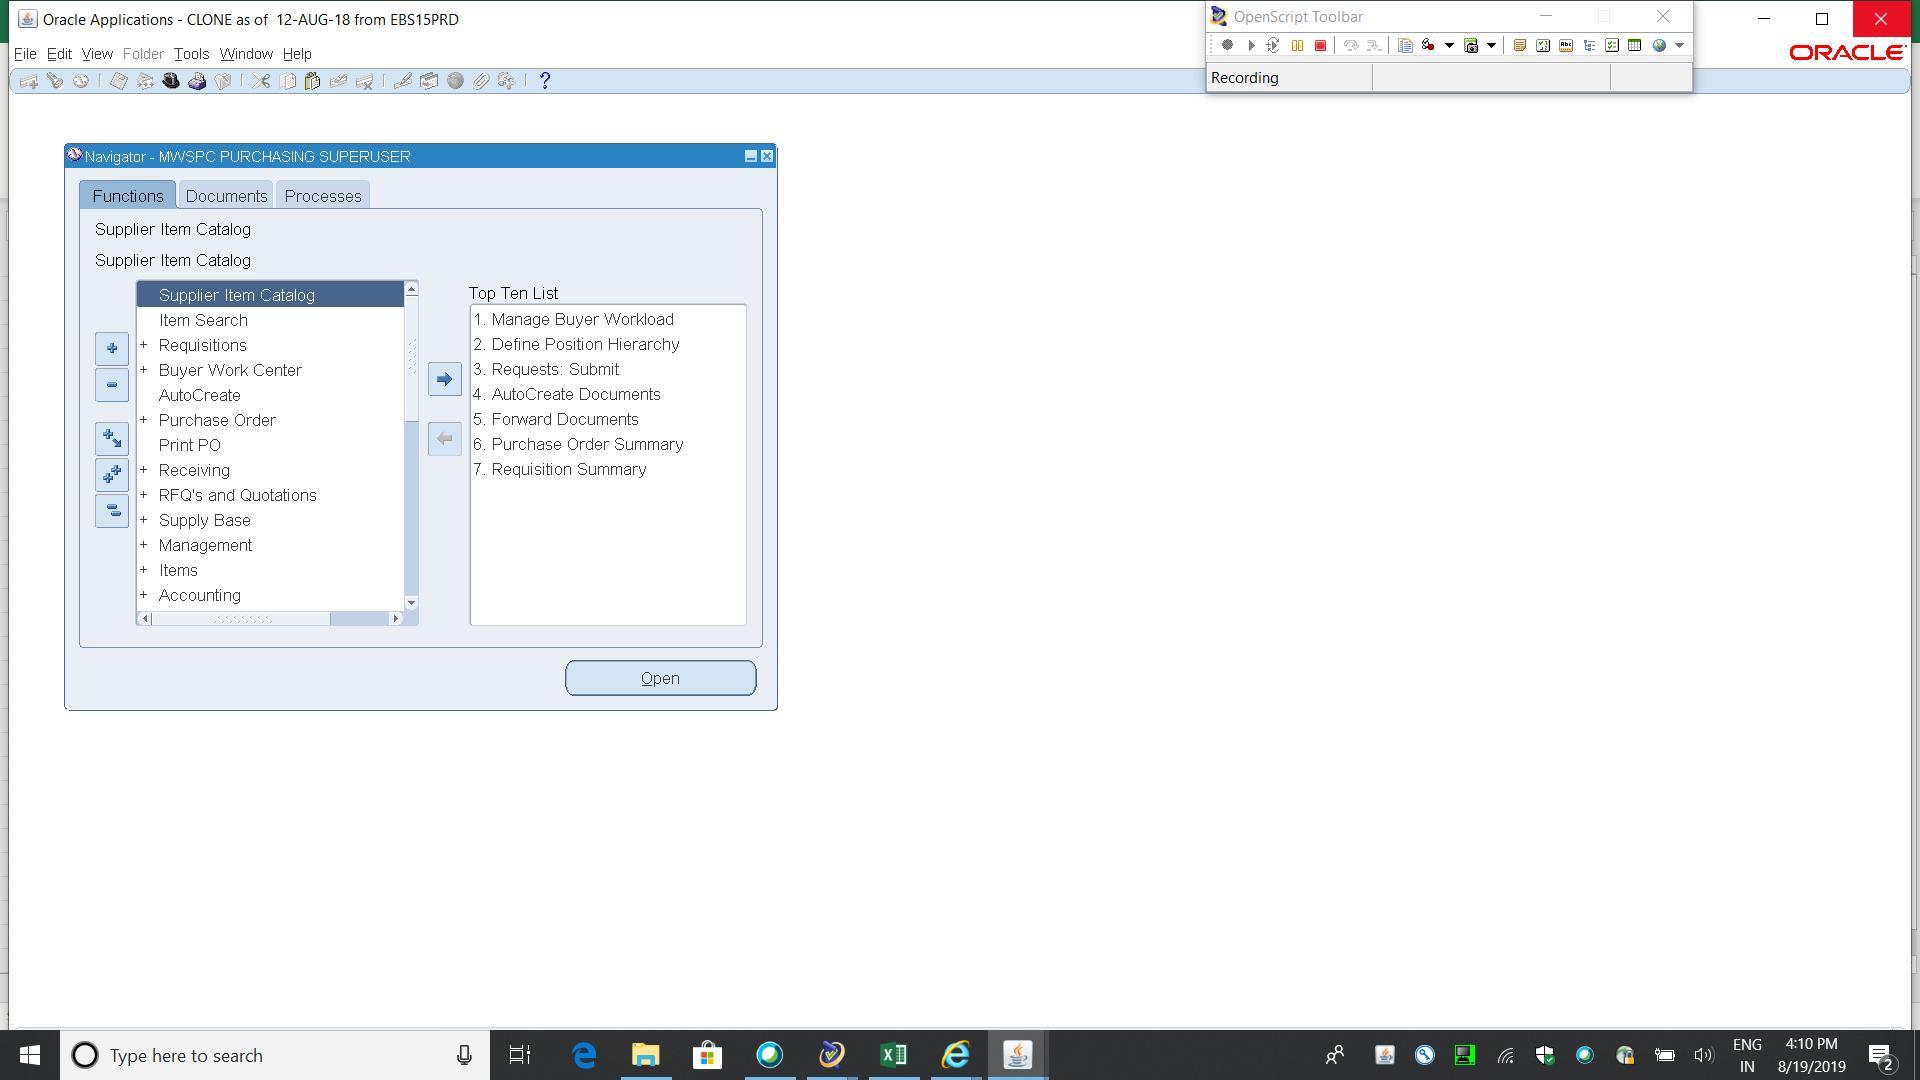 Oracle Applications - CLONE as of  12-AUG-18 from EBS15PRD
OpenScript Toolbar
File Edit View Folder Tools Window Help
ORACLE
Recording
Navigator - MWSPC PURCHASING SUPERUSER
Functions Documents Processes
Supplier Item Catalog
Supplier Item Catalog
Supplier Item Catalog
Item Search
+ Requisitions
+ Buyer Work Center
AutoCreate
+ Purchase Order
Print PO
+ Receiving
+ RFQ's and Quotations
+ Supply Base
+ Management
+ Items
+ Accounting
Top Ten List
1. Manage Buyer Workload
2. Define Position Hierarchy
3. Requests: Submit
4. AutoCreate Documents
5. Forward Documents
6. Purchase Order Summary
7. Requisition Summary
Open
Type here to search
ENG
IN
4:10 PM
8/19/2019
2